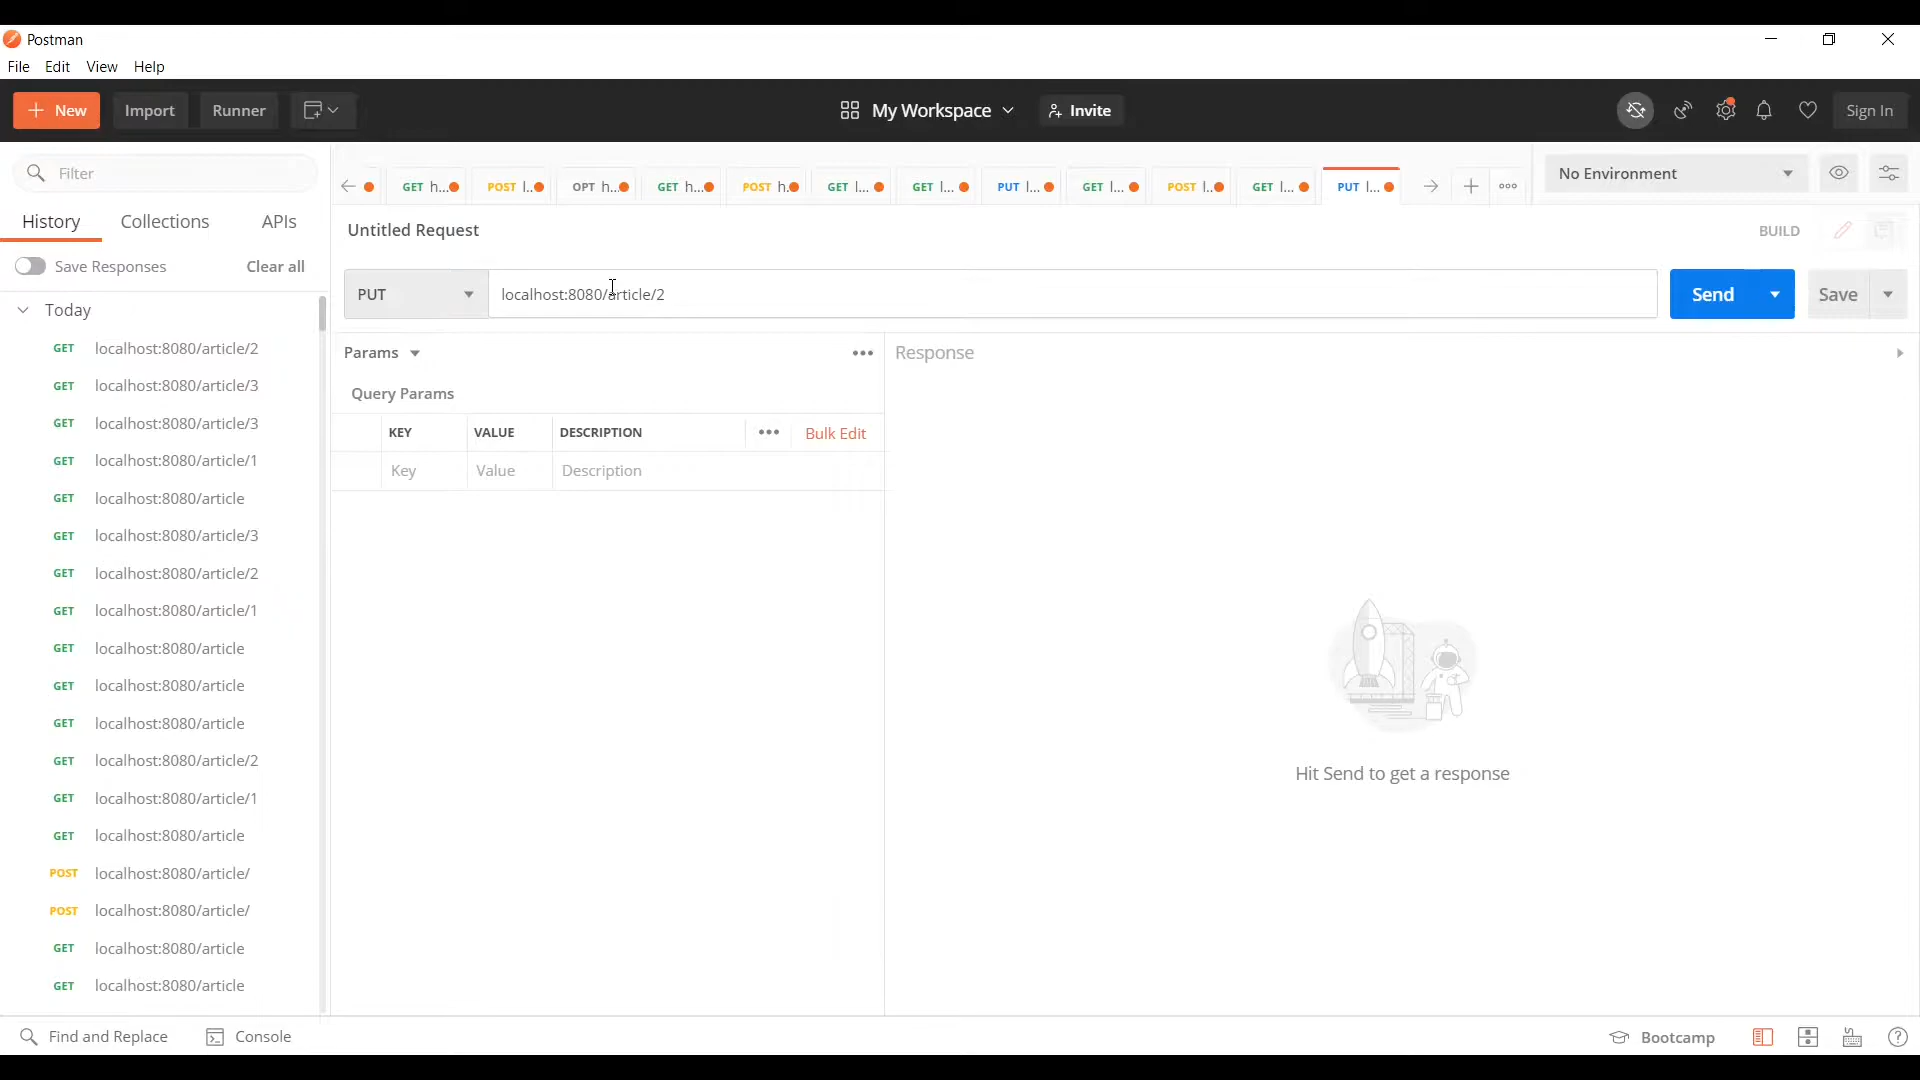 Postman
File Edit View Help
New Import Runner My Workspace Invite Sign In
Filter
GET h... POST l.. OPT h... GET h... POST h. GET l... GET l... PUT l... GET l... POST l.. GET l... PUT l...
No Environment
History Collections APIs
Untitled Request
BUILD
Save Responses Clear all
PUT localhost:8080/article/2 Send Save
Today
GET localhost:8080/article/2
GET localhost:8080/article/3
GET localhost:8080/article/3
GET localhost:8080/article/1
GET localhost:8080/article
GET localhost:8080/article/3
GET localhost:8080/article/2
GET localhost:8080/article/1
GET localhost:8080/article
GET localhost:8080/article
GET localhost:8080/article
GET localhost:8080/article/2
GET localhost:8080/article/1
GET localhost:8080/article
POST localhost:8080/article/
POST localhost:8080/article/
GET localhost:8080/article
GET localhost:8080/article
Params
Query Params
KEY VALUE DESCRIPTION Bulk Edit
Key Value Description
Response
Hit Send to get a response
Find and Replace Console Bootcamp